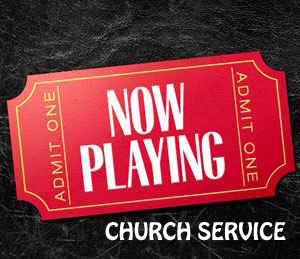 ADMIT ONE
NOW
PLAYING
ADMIT ONE
CHURCH SERVICE